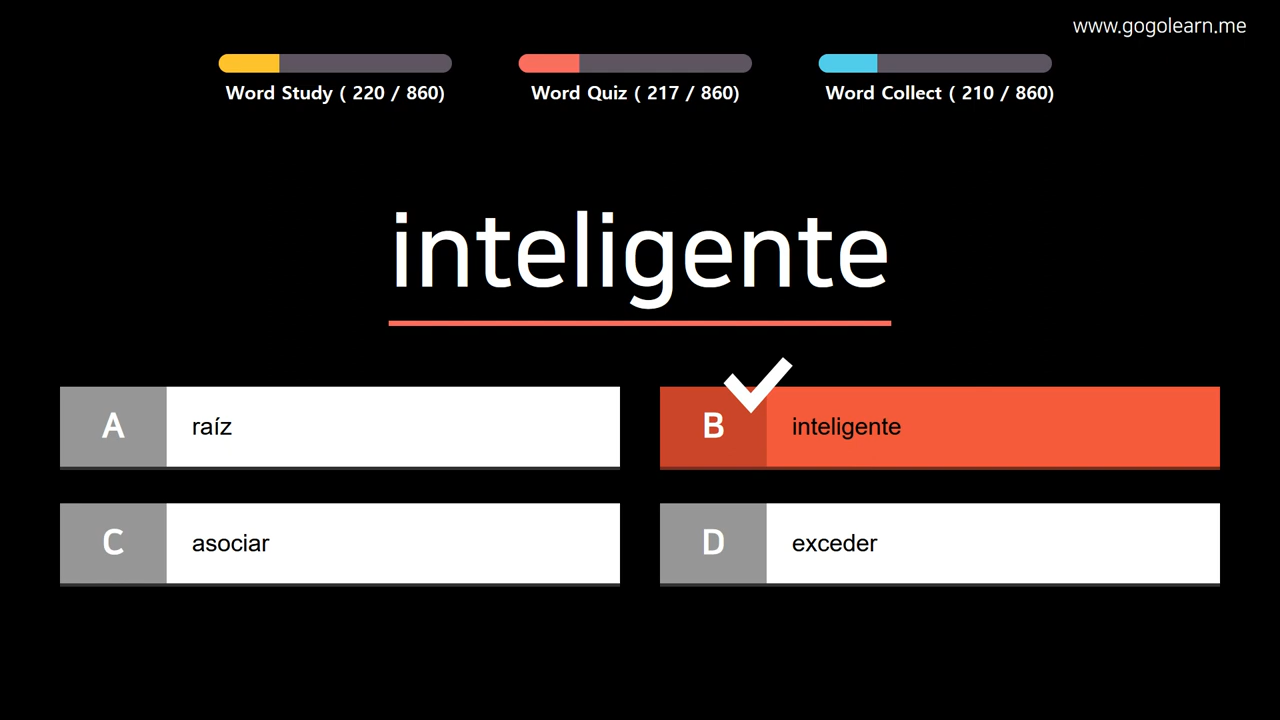 www.gogolearn.me
Word Study ( 220 / 860)
Word Quiz ( 217 / 860)
Word Collect ( 210 / 860)
inteligente
A raíz
B inteligente
C asociar
D exceder